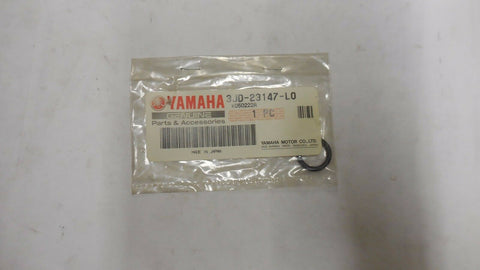 YAMAHA
GENUINE
Parts & Accessories
3JD-23147-L0
1 PC
MADE IN JAPAN
YAMAHA MOTOR CO., LTD.